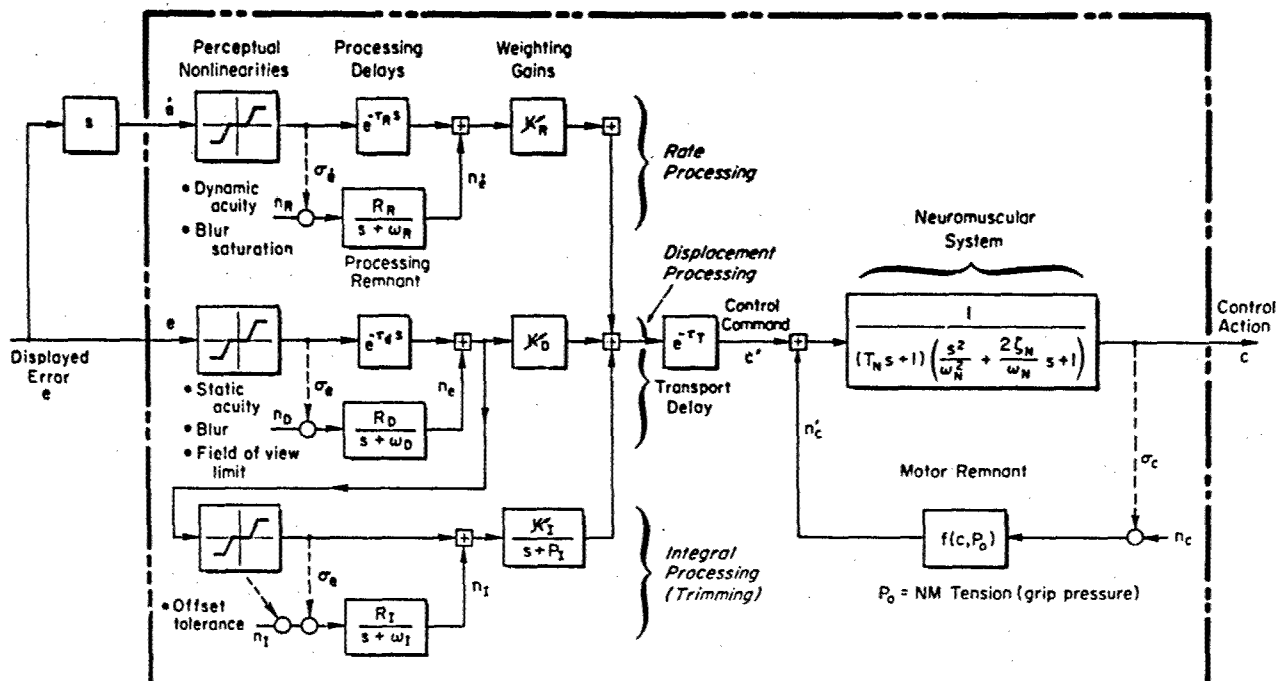 Perceptual Nonlinearities
Processing Delays
Weighting Gains
s
ė
e^{-τ_R s}
K_R
Rate Processing
σ_ė
n_ė
• Dynamic acuity
• Blur saturation
n_R
R_R / (s + ω_R)
Processing Remnant
Displacement Processing
Neuromuscular System
Displayed Error e
e
e^{-τ_d s}
K_D
e^{-τ_T}
Control Command c'
1 / ((T_N s+1) (s²/ω_N² + 2ζ_N/ω_N s+1))
Control Action c
σ_e
n_e
• Static acuity
• Blur
• Field of view limit
n_D
R_D / (s + ω_D)
Transport Delay
n'_c
Motor Remnant
σ_c
K_I / (s + P_I)
f(c, P_o)
n_c
σ_e
n_I
• Offset tolerance
n_I
R_I / (s + ω_I)
Integral Processing (Trimming)
P_o = NM Tension (grip pressure)